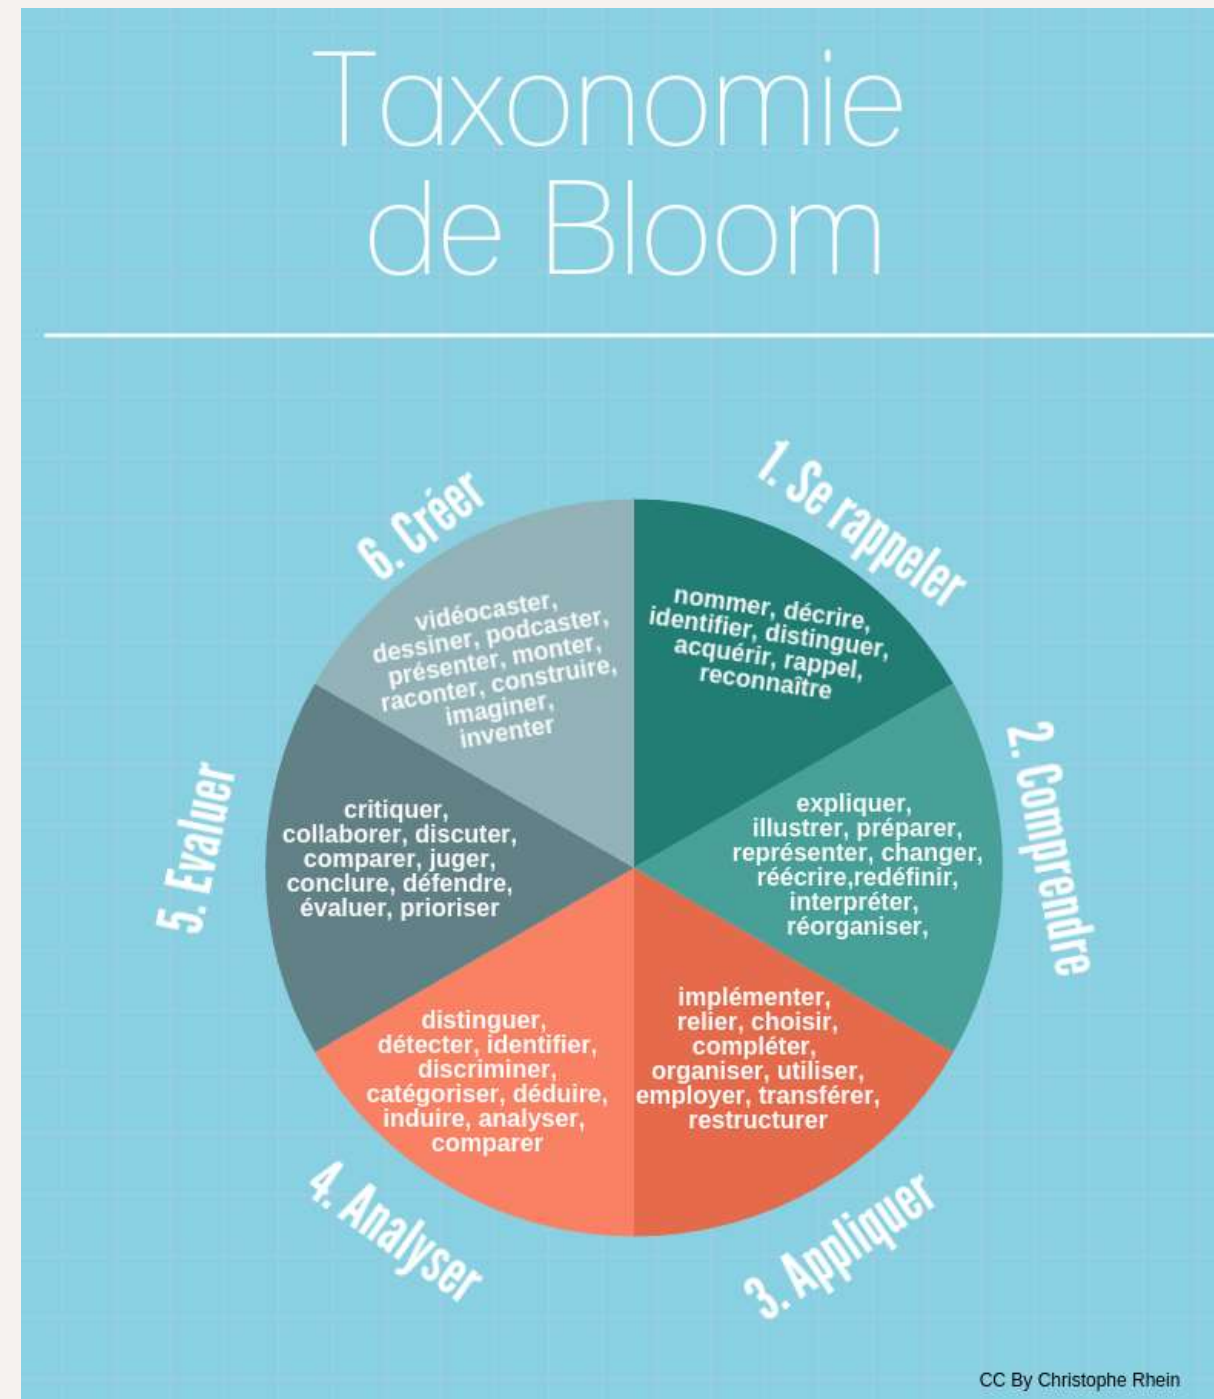 Taxonomie
de Bloom
1. Se rappeler
nommer, décrire,
identifier, distinguer,
acquérir, rappel,
reconnaître
2. Comprendre
expliquer,
illustrer, préparer,
représenter, changer,
réécrire,redéfinir,
interpréter,
réorganiser,
3. Appliquer
implémenter,
relier, choisir,
compléter,
organiser, utiliser,
employer, transférer,
restructurer
4. Analyser
distinguer,
détecter, identifier,
discriminer,
catégoriser, déduire,
induire, analyser,
comparer
5. Evaluer
critiquer,
collaborer, discuter,
comparer, juger,
conclure, défendre,
évaluer, prioriser
6. Créer
vidéocaster,
dessiner, podcaster,
présenter, monter,
raconter, construire,
imaginer,
inventer
CC By Christophe Rhein